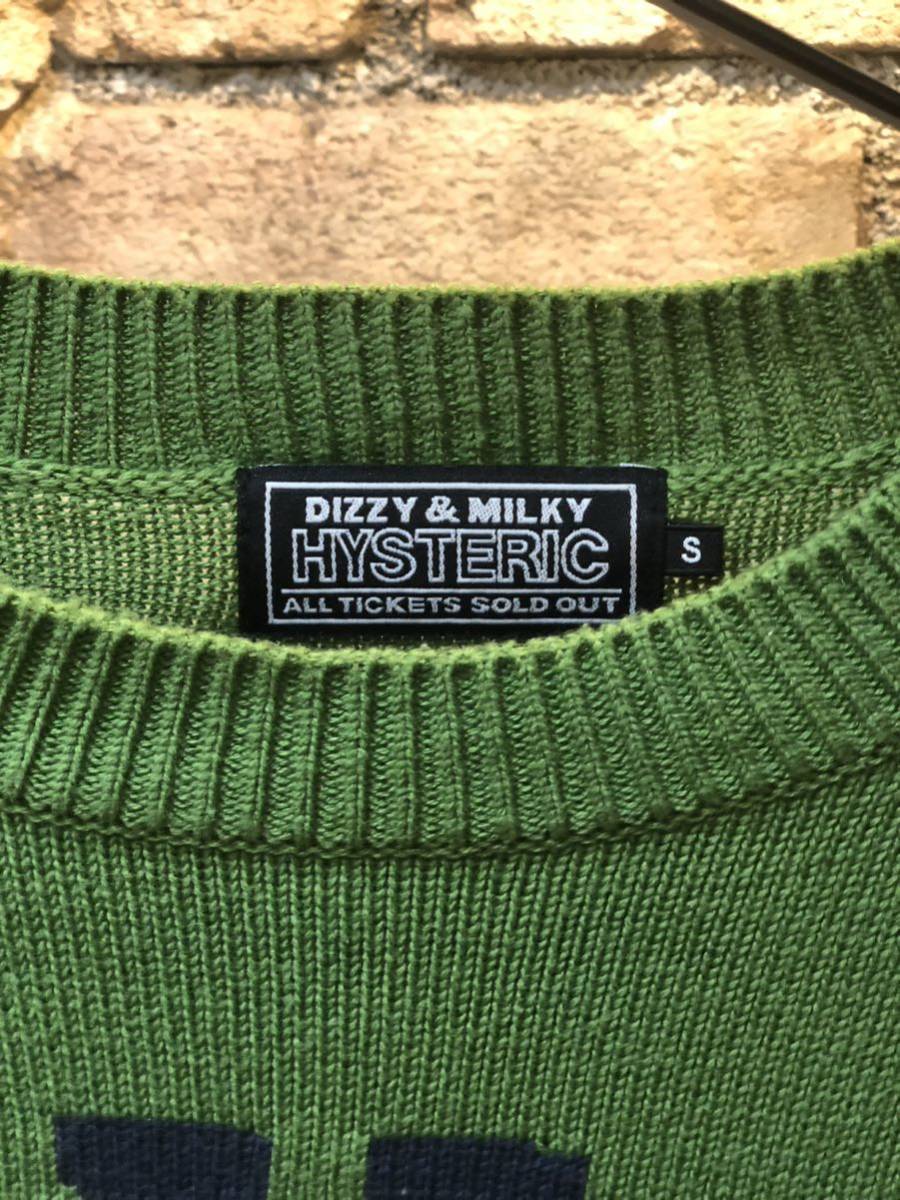 DIZZY & MILKY
HYSTERIC
ALL TICKETS SOLD OUT
S